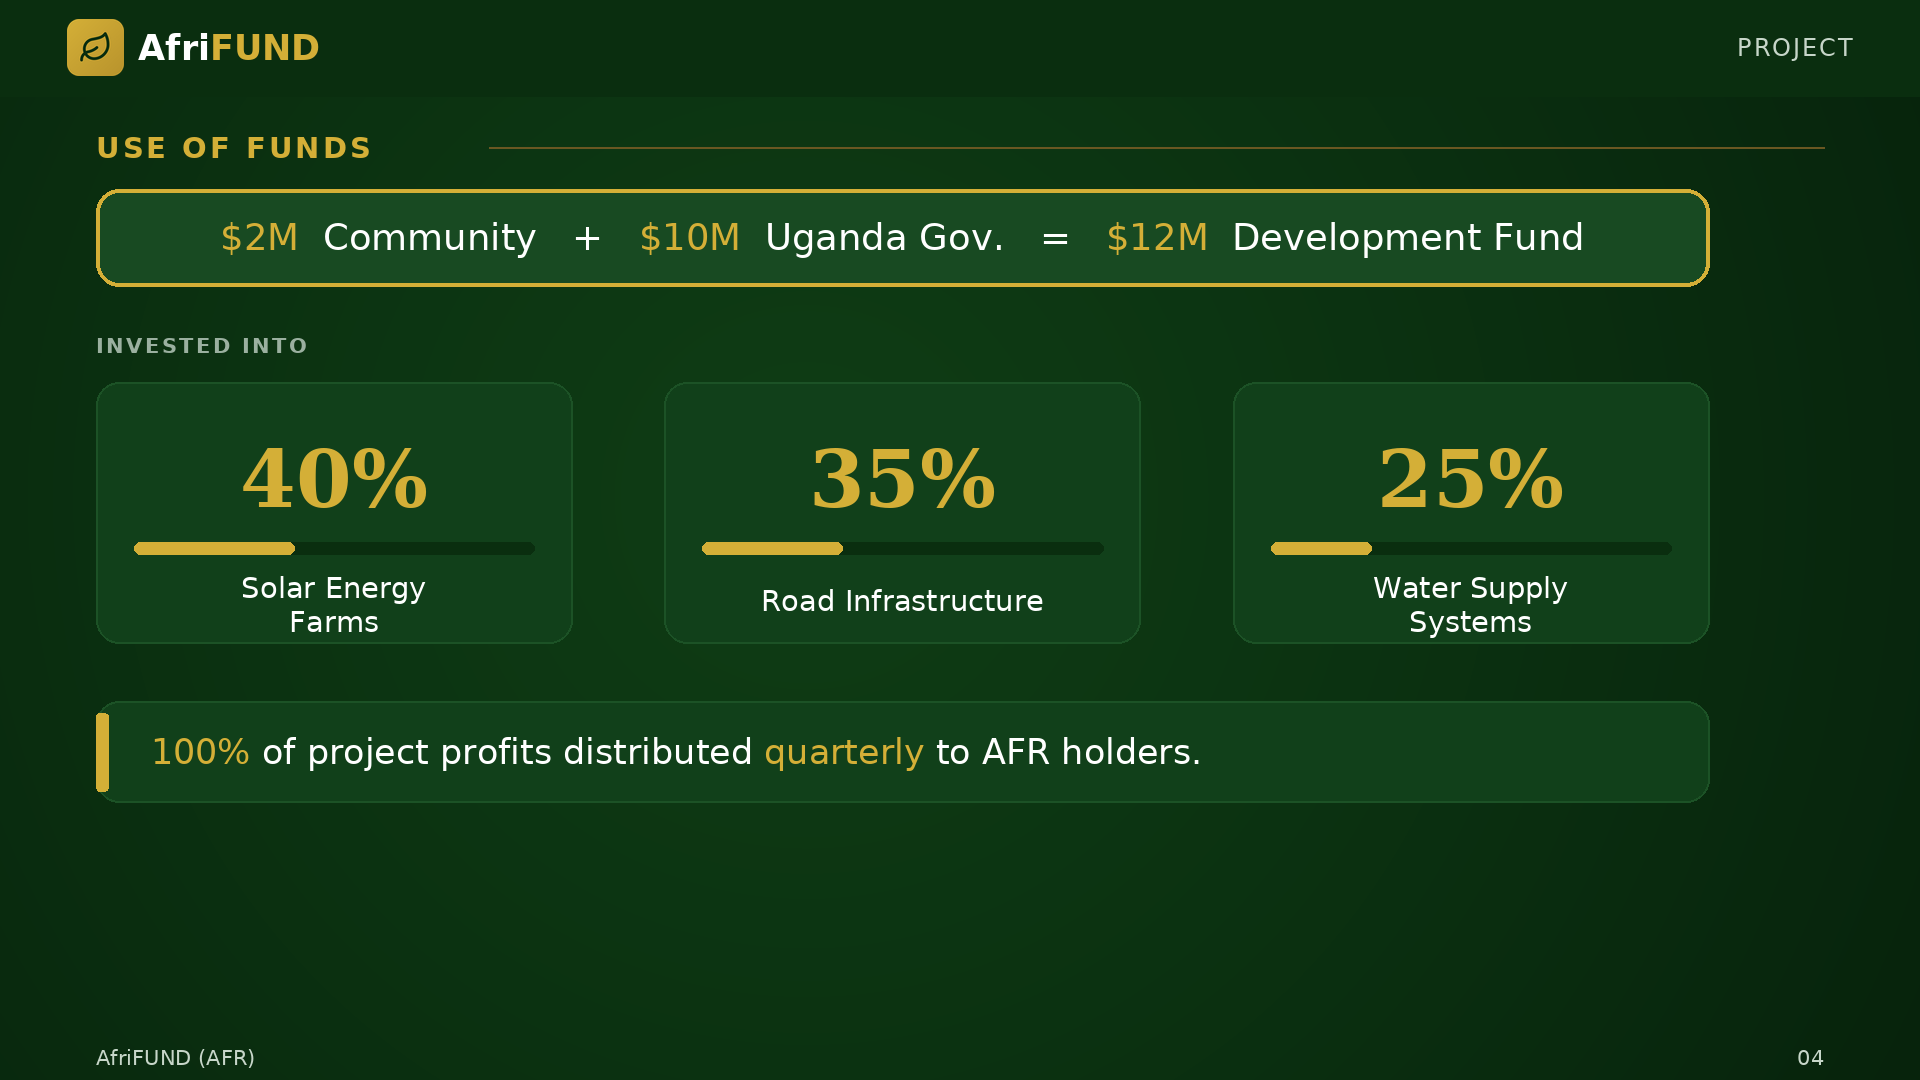 AfriFUND
PROJECT
USE OF FUNDS
$2M Community + $10M Uganda Gov. = $12M Development Fund
INVESTED INTO
40%
Solar Energy
Farms
35%
Road Infrastructure
25%
Water Supply
Systems
100% of project profits distributed quarterly to AFR holders.
AfriFUND (AFR)
04